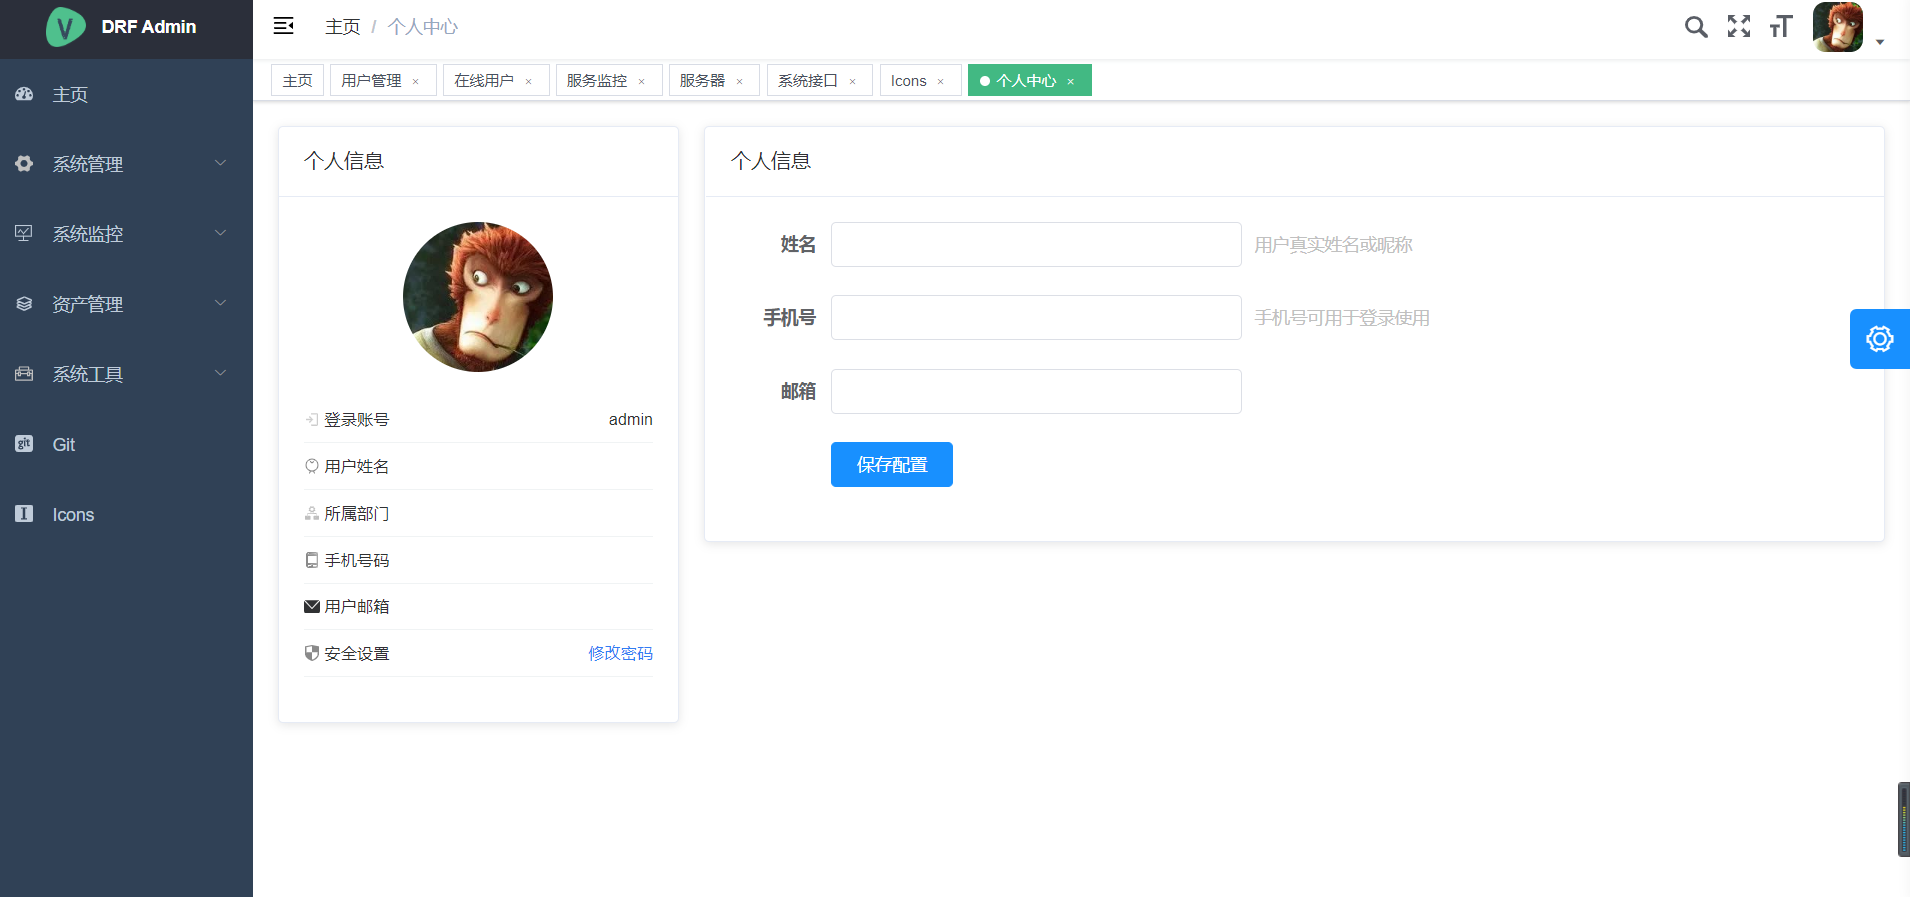 DRF Admin
主页 / 个人中心
主页
用户管理 ×
在线用户 ×
服务监控 ×
服务器 ×
系统接口 ×
Icons ×
个人中心 ×
主页
系统管理
系统监控
资产管理
系统工具
Git
Icons
个人信息
登录账号 admin
用户姓名
所属部门
手机号码
用户邮箱
安全设置 修改密码
个人信息
姓名 用户真实姓名或昵称
手机号 手机号可用于登录使用
邮箱
保存配置